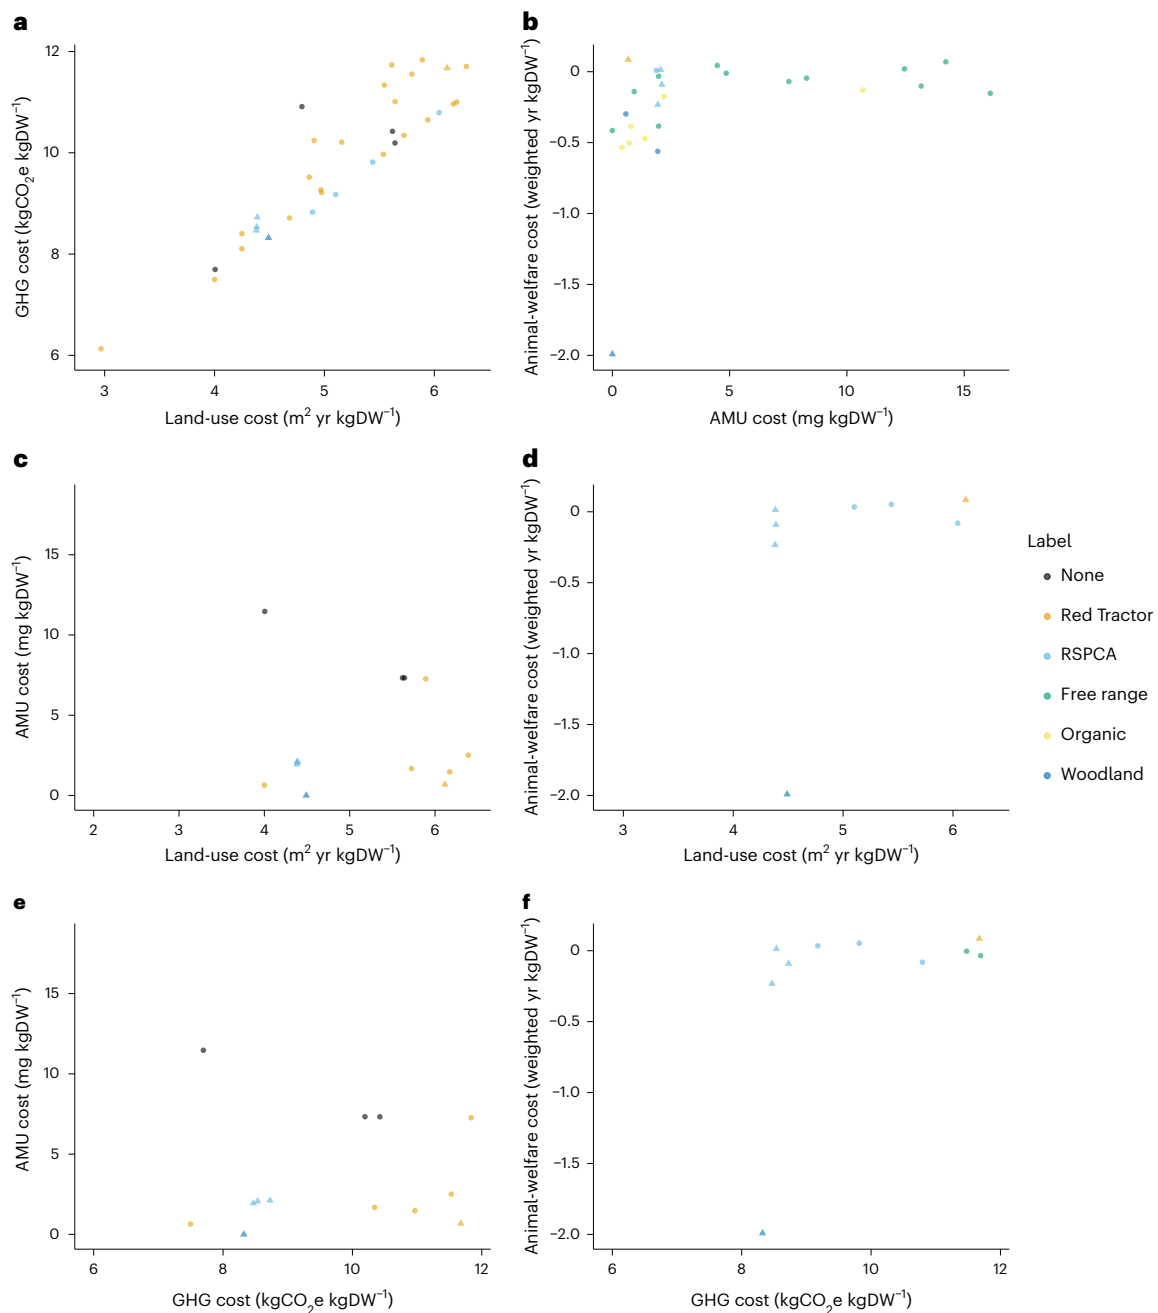 a
GHG cost (kgCO2e kgDW−1)
12
10
8
6
3 4 5 6
Land-use cost (m2 yr kgDW−1)
b
Animal-welfare cost (weighted yr kgDW−1)
0
−0.5
−1.0
−1.5
−2.0
0 5 10 15
AMU cost (mg kgDW−1)
c
AMU cost (mg kgDW−1)
15
10
5
0
2 3 4 5 6
Land-use cost (m2 yr kgDW−1)
d
Animal-welfare cost (weighted yr kgDW−1)
0
−0.5
−1.0
−1.5
−2.0
3 4 5 6
Land-use cost (m2 yr kgDW−1)
Label
None
Red Tractor
RSPCA
Free range
Organic
Woodland
e
AMU cost (mg kgDW−1)
15
10
5
0
6 8 10 12
GHG cost (kgCO2e kgDW−1)
f
Animal-welfare cost (weighted yr kgDW−1)
0
−0.5
−1.0
−1.5
−2.0
6 8 10 12
GHG cost (kgCO2e kgDW−1)